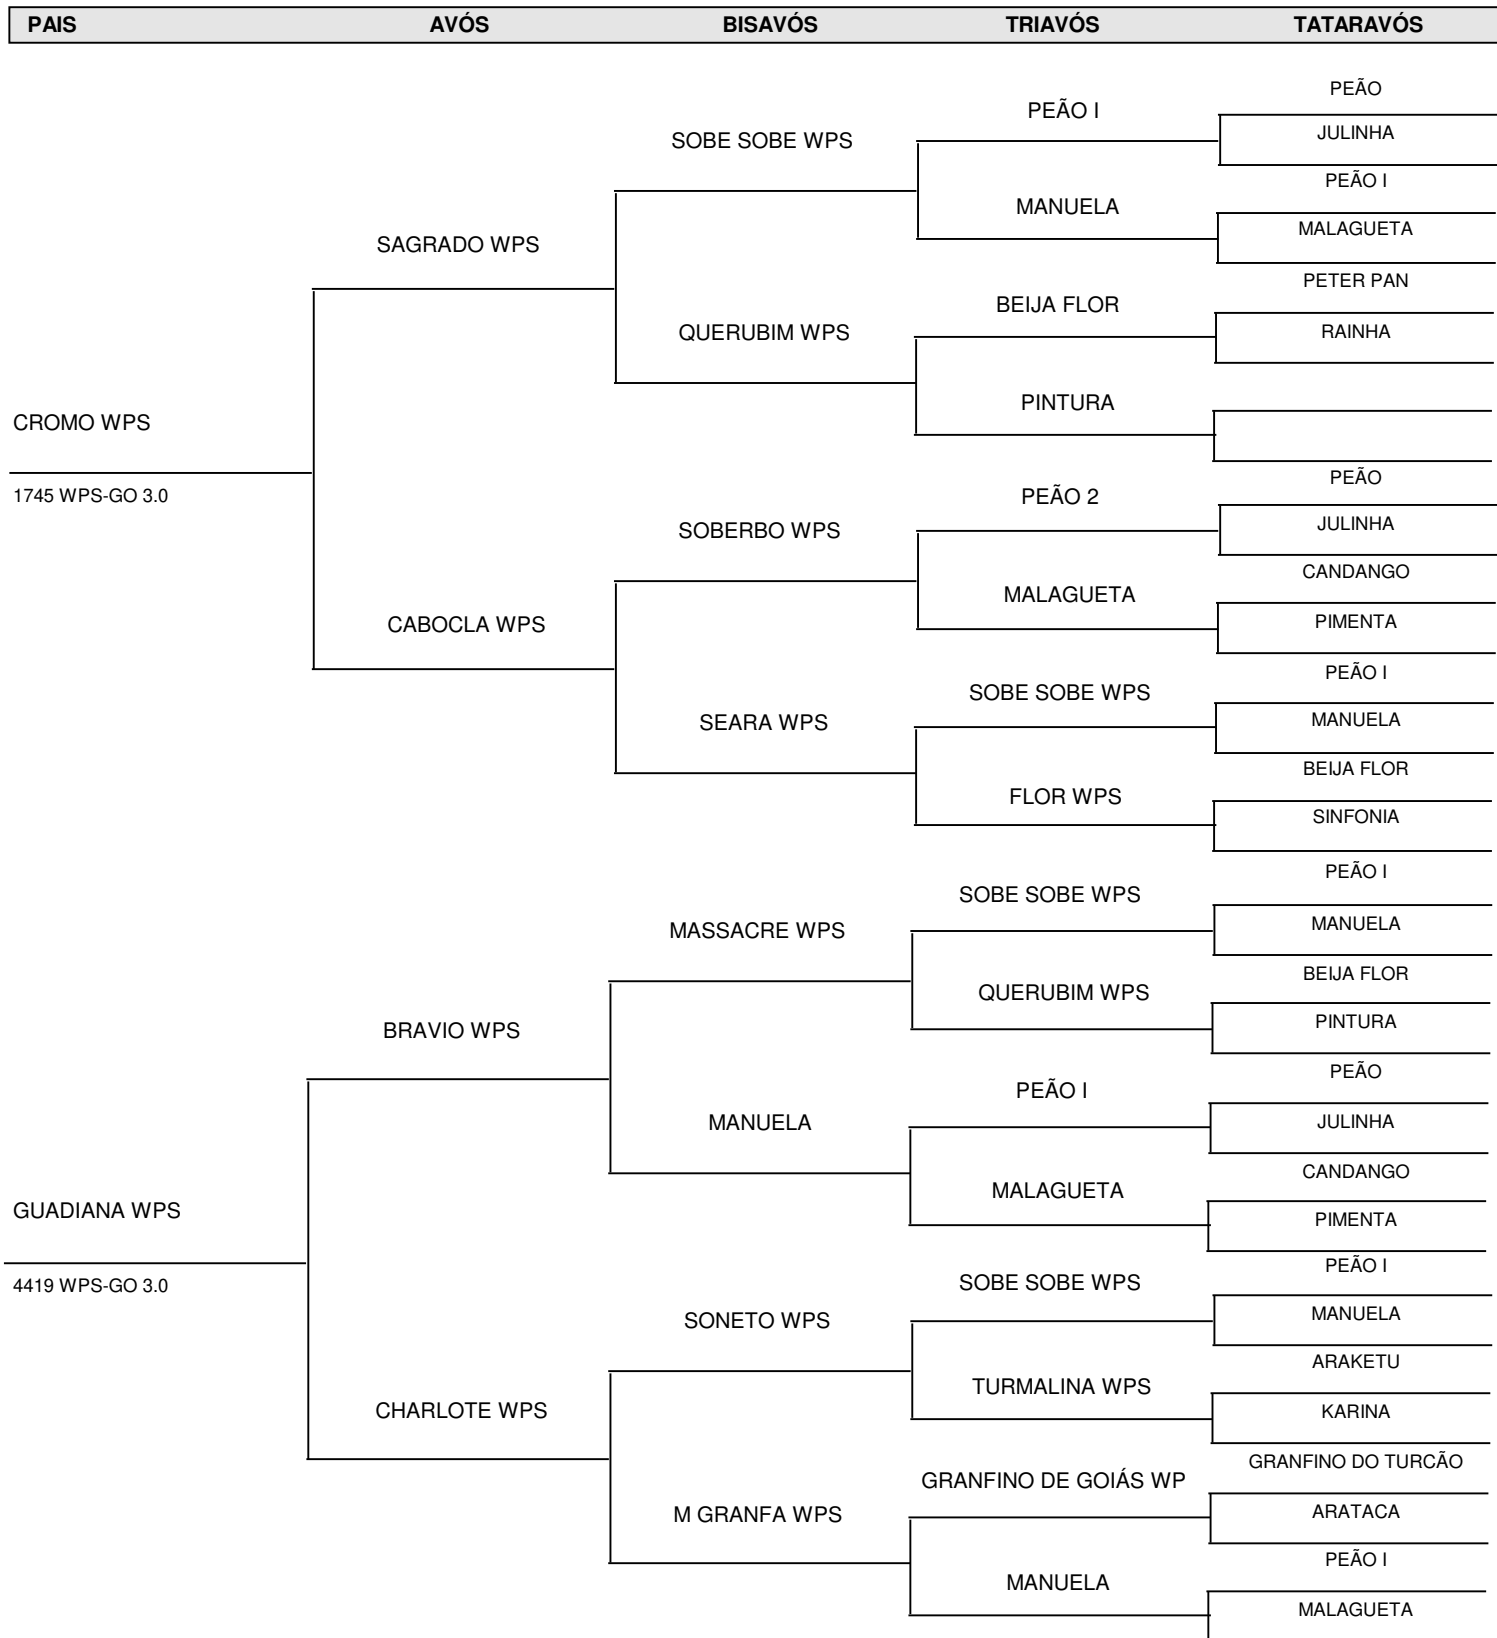 PAIS AVÓS BISAVÓS TRIAVÓS TATARAVÓS
PEÃO
PEÃO I
JULINHA
SOBE SOBE WPS
PEÃO I
MANUELA
MALAGUETA
SAGRADO WPS
PETER PAN
BEIJA FLOR
RAINHA
QUERUBIM WPS
PINTURA
CROMO WPS
PEÃO
1745 WPS-GO 3.0
PEÃO 2
JULINHA
SOBERBO WPS
CANDANGO
MALAGUETA
PIMENTA
CABOCLA WPS
PEÃO I
SOBE SOBE WPS
MANUELA
SEARA WPS
BEIJA FLOR
FLOR WPS
SINFONIA
PEÃO I
SOBE SOBE WPS
MANUELA
MASSACRE WPS
BEIJA FLOR
QUERUBIM WPS
PINTURA
BRAVIO WPS
PEÃO
PEÃO I
JULINHA
MANUELA
CANDANGO
MALAGUETA
PIMENTA
GUADIANA WPS
PEÃO I
4419 WPS-GO 3.0
SOBE SOBE WPS
MANUELA
SONETO WPS
ARAKETU
TURMALINA WPS
KARINA
CHARLOTE WPS
GRANFINO DO TURCÃO
GRANFINO DE GOIÁS WP
ARATACA
M GRANFA WPS
PEÃO I
MANUELA
MALAGUETA